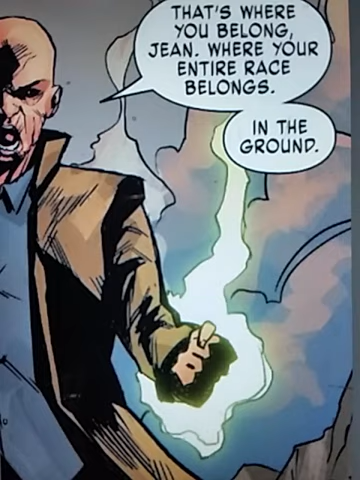 THAT'S WHERE
YOU BELONG,
JEAN. WHERE YOUR
ENTIRE RACE
BELONGS.
IN THE
GROUND.